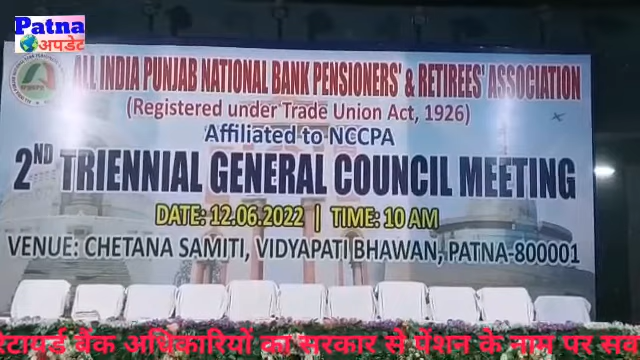 Patna
अपडेट
ALL INDIA PUNJAB NATIONAL BANK PENSIONERS' & RETIREES' ASSOCIATION
(Registered under Trade Union Act, 1926)
Affiliated to NCCPA
2ND TRIENNIAL GENERAL COUNCIL MEETING
DATE: 12.06.2022 | TIME: 10 AM
VENUE: CHETANA SAMITI, VIDYAPATI BHAWAN, PATNA-800001
बैंक अधिकारियों का सरकार से पेंशन के नाम पर